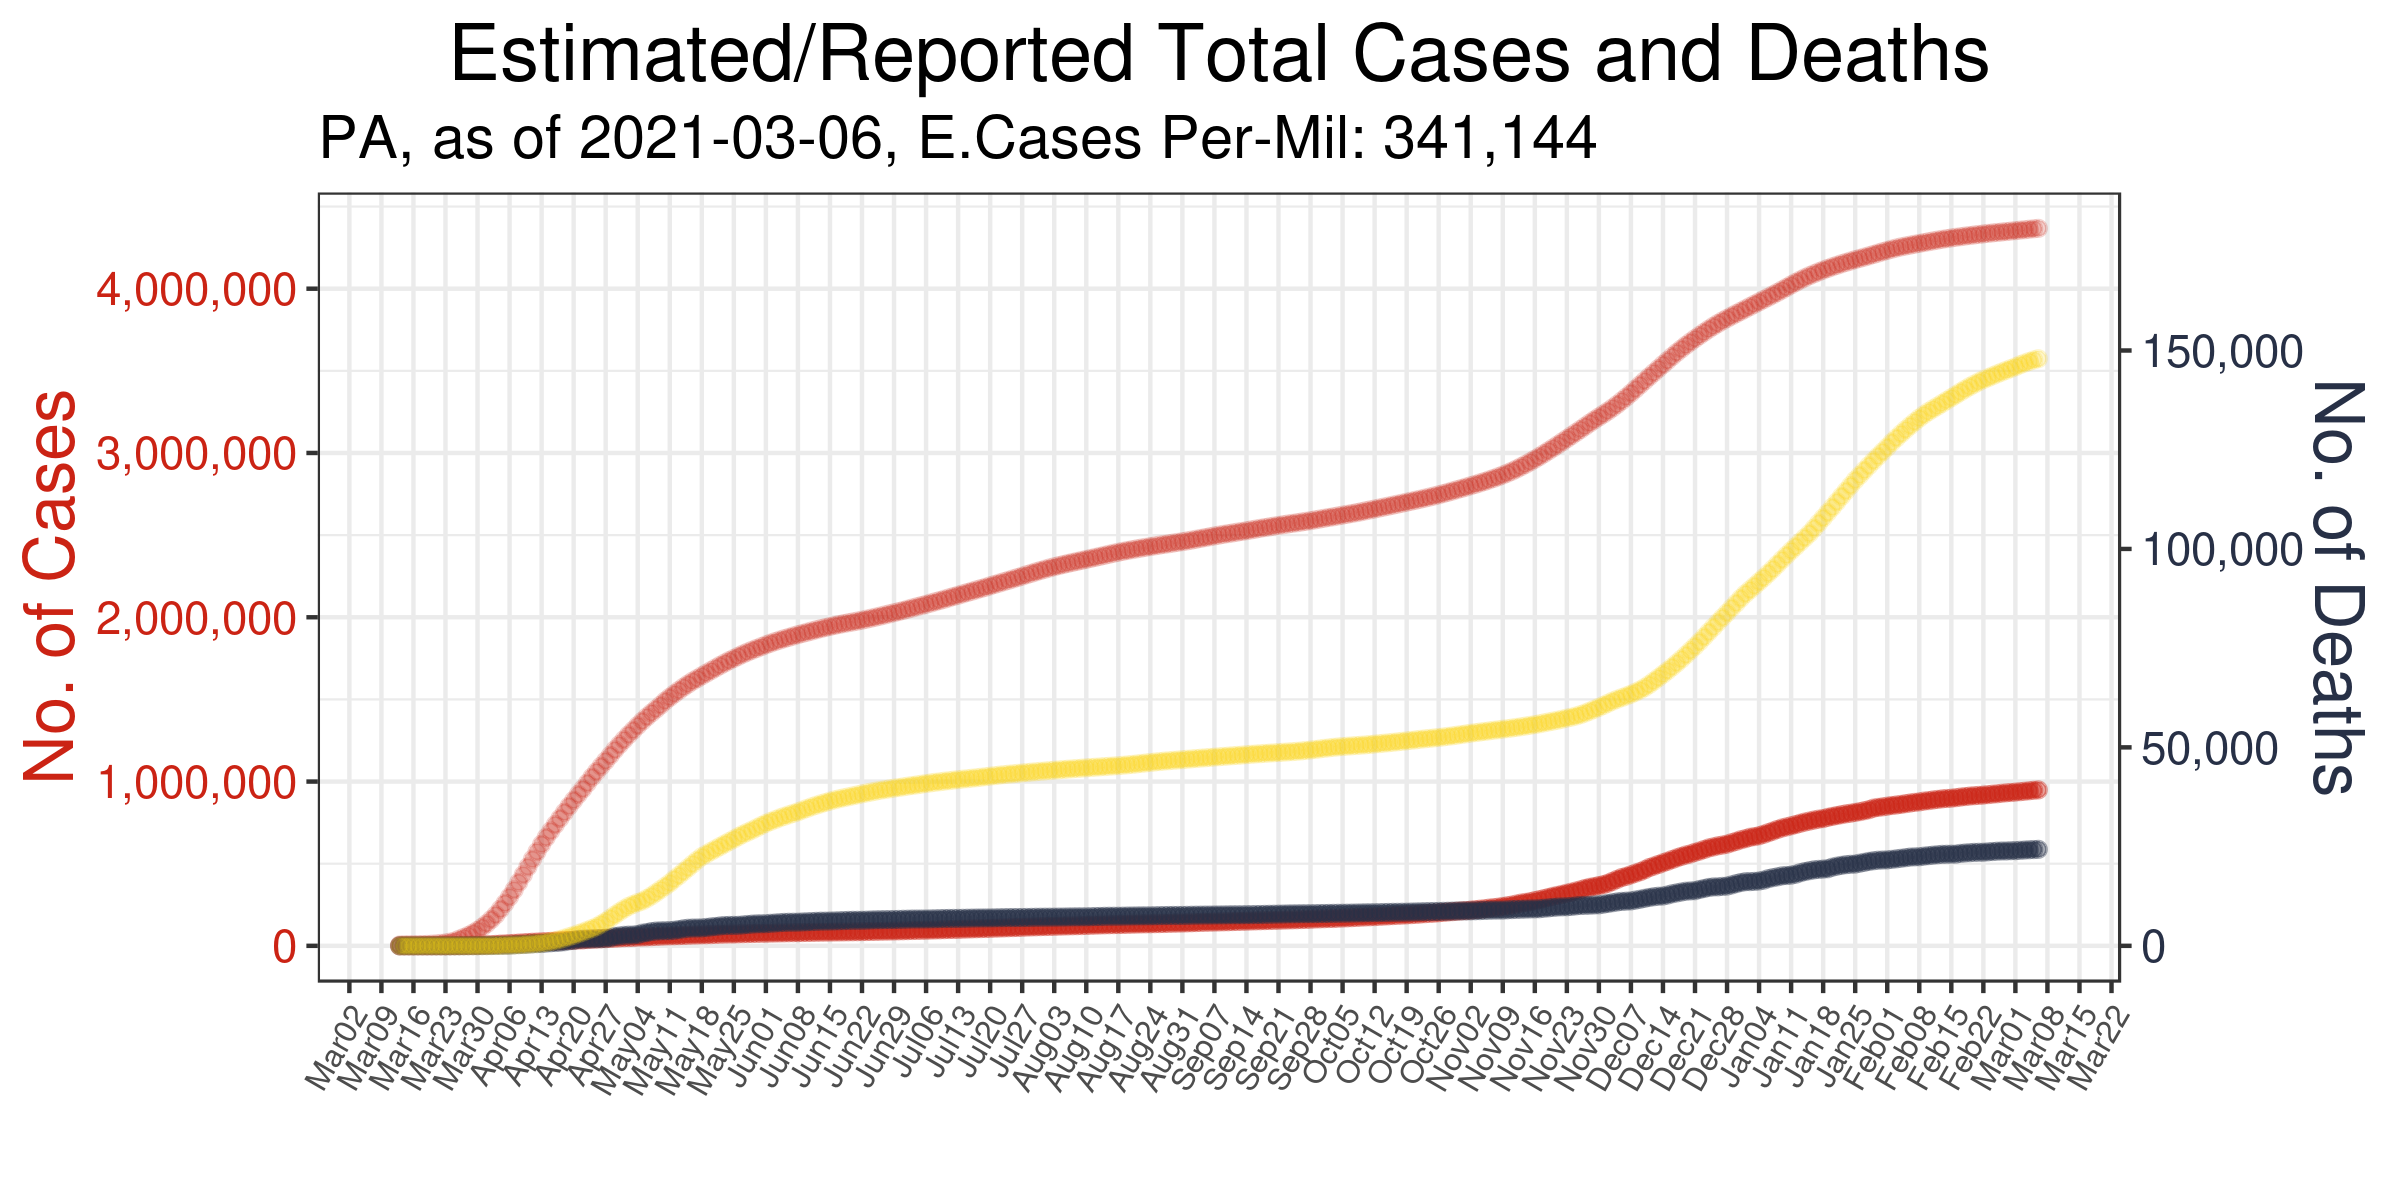 Estimated/Reported Total Cases and Deaths
PA, as of 2021-03-06, E.Cases Per-Mil: 341,144
No. of Cases
4,000,000
3,000,000
2,000,000
1,000,000
0
150,000
100,000
50,000
0
No. of Deaths
Mar02
Mar09
Mar16
Mar23
Mar30
Apr06
Apr13
Apr20
Apr27
May04
May11
May18
May25
Jun01
Jun08
Jun15
Jun22
Jun29
Jul06
Jul13
Jul20
Jul27
Aug03
Aug10
Aug17
Aug24
Aug31
Sep07
Sep14
Sep21
Sep28
Oct05
Oct12
Oct19
Oct26
Nov02
Nov09
Nov16
Nov23
Nov30
Dec07
Dec14
Dec21
Dec28
Jan04
Jan11
Jan18
Jan25
Feb01
Feb08
Feb15
Feb22
Mar01
Mar08
Mar15
Mar22